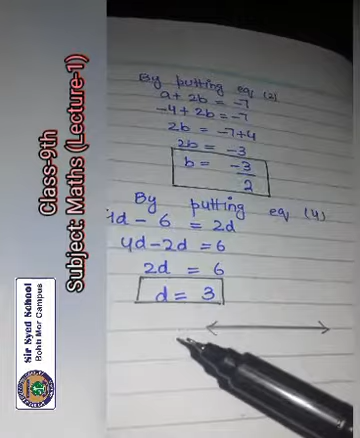 Class-9th
Subject: Maths (Lecture-1)
Sir Syed School
Bohh Mor Campus
By putting eq (2)
a + 2b = -7
-4 + 2b = -7
2b = -7+4
2b = -3
b = -3/2
By putting eq (4)
4d - 6 = 2d
4d - 2d = 6
2d = 6
d = 3